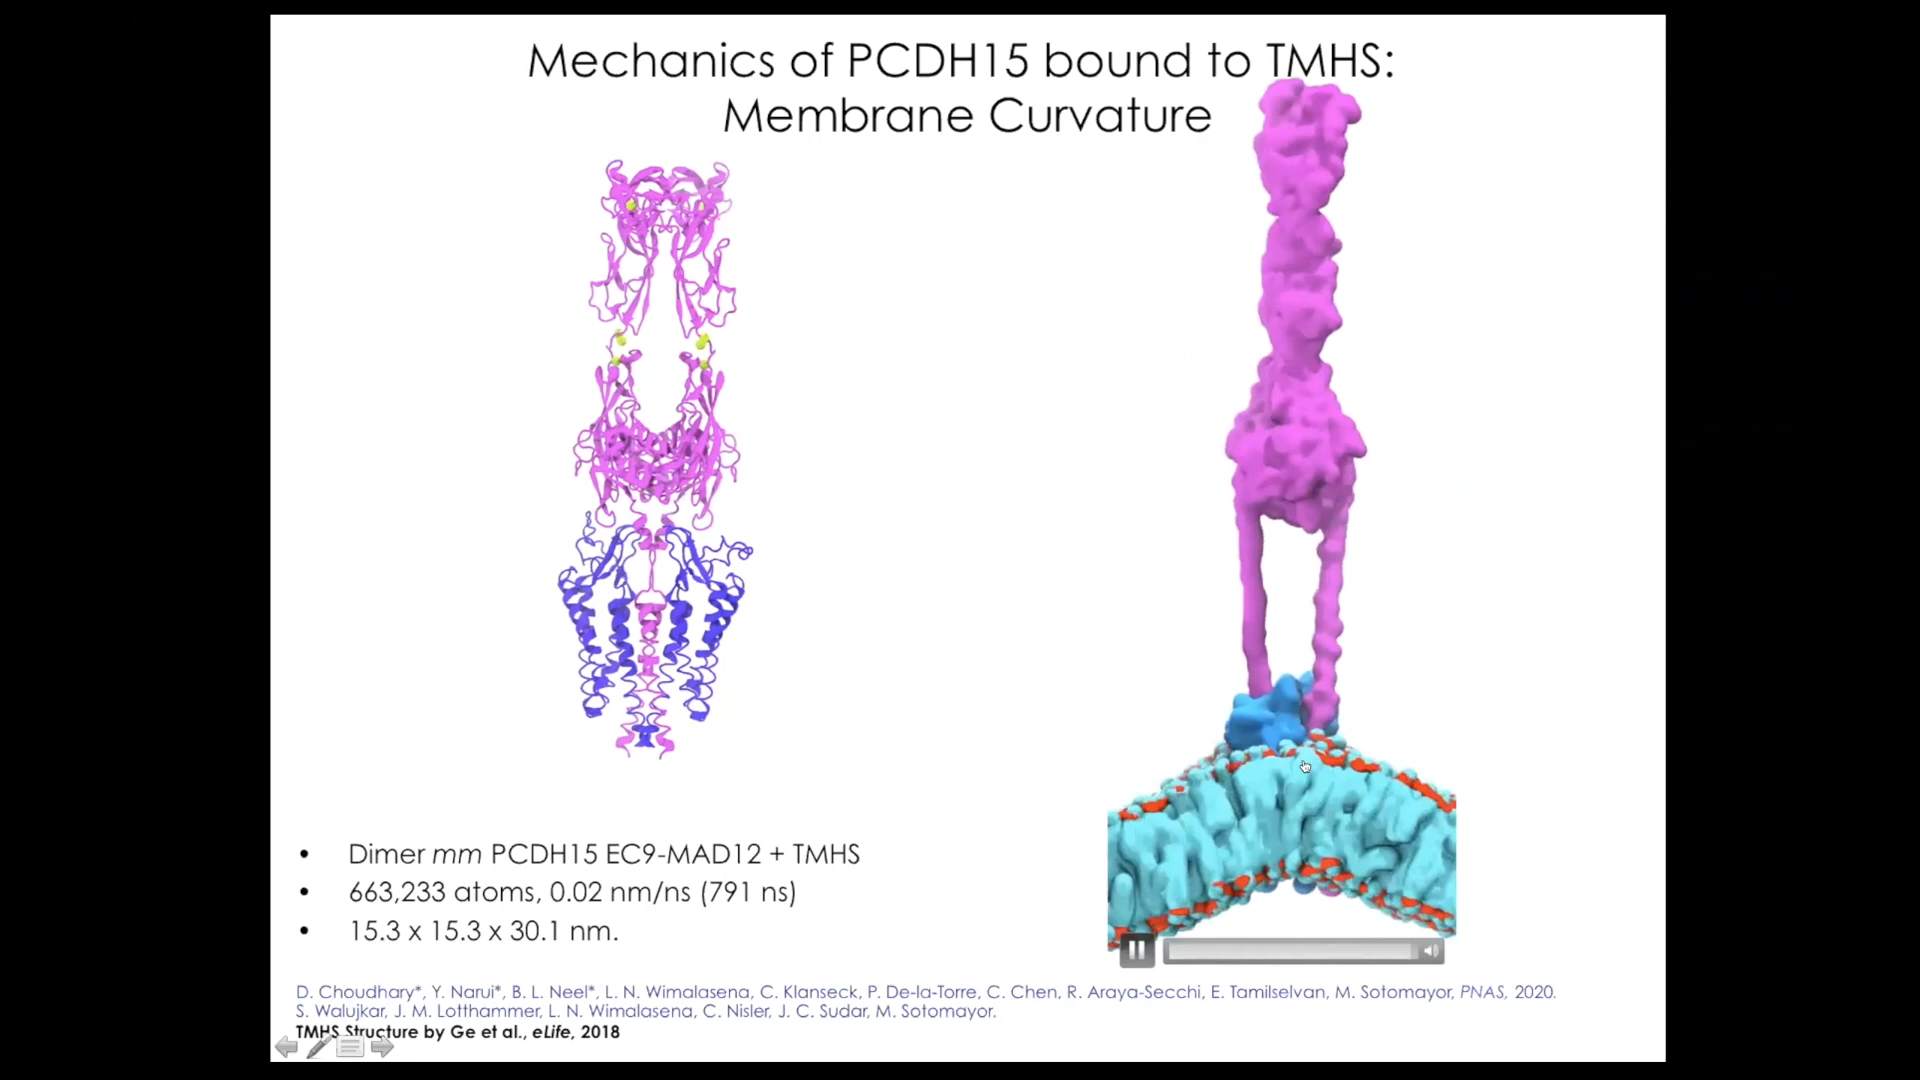 Mechanics of PCDH15 bound to TMHS:
Membrane Curvature
• Dimer mm PCDH15 EC9-MAD12 + TMHS
• 663,233 atoms, 0.02 nm/ns (791 ns)
• 15.3 x 15.3 x 30.1 nm.
D. Choudhary*, Y. Narui*, B. L. Neel*, L. N. Wimalasena, C. Klanseck, P. De-la-Torre, C. Chen, R. Araya-Secchi, E. Tamilselvan, M. Sotomayor, PNAS, 2020.
S. Walujkar, J. M. Lotthammer, L. N. Wimalasena, C. Nisler, J. C. Sudar, M. Sotomayor.
TMHS Structure by Ge et al., eLife, 2018